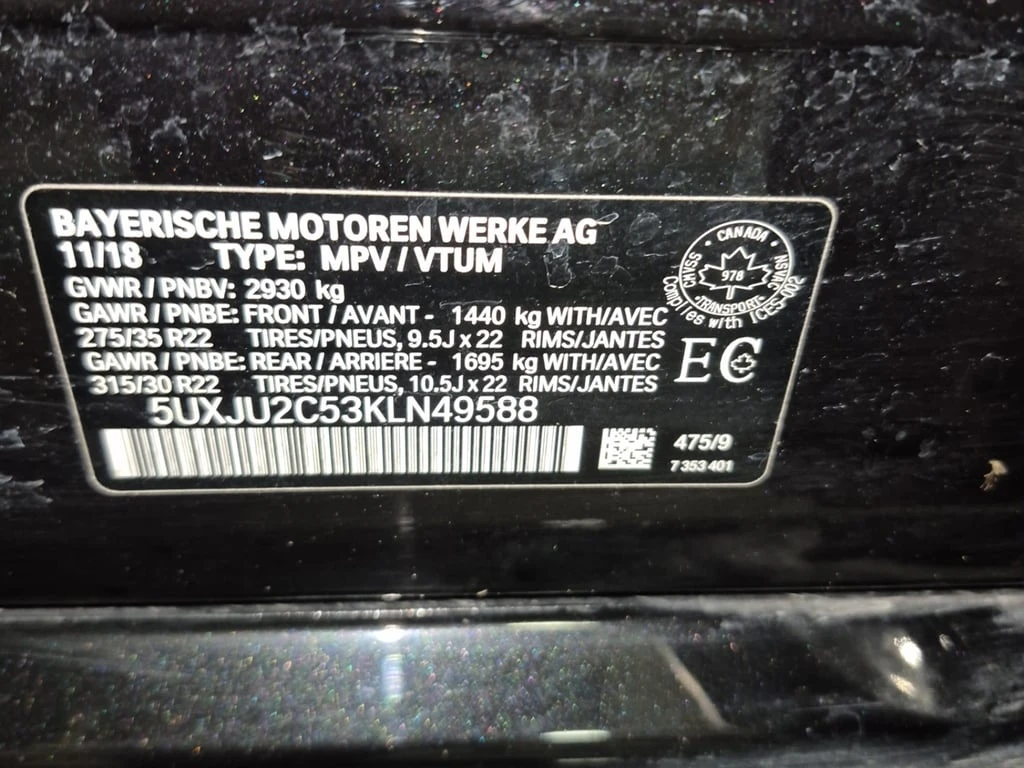 BAYERISCHE MOTOREN WERKE AG
11/18 TYPE: MPV / VTUM
GVWR / PNBV: 2930 kg
GAWR / PNBE: FRONT / AVANT - 1440 kg WITH/AVEC
275/35 R22 TIRES/PNEUS, 9.5J x 22 RIMS/JANTES
GAWR / PNBE: REAR / ARRIERE - 1695 kg WITH/AVEC
315/30 R22 TIRES/PNEUS, 10.5J x 22 RIMS/JANTES
5UXJU2C53KLN49588
475/9
7 353 401
• CANADA •
CMVSS
978
NSVAC
•TRANSPORT•
Complies with ICES-002
EC